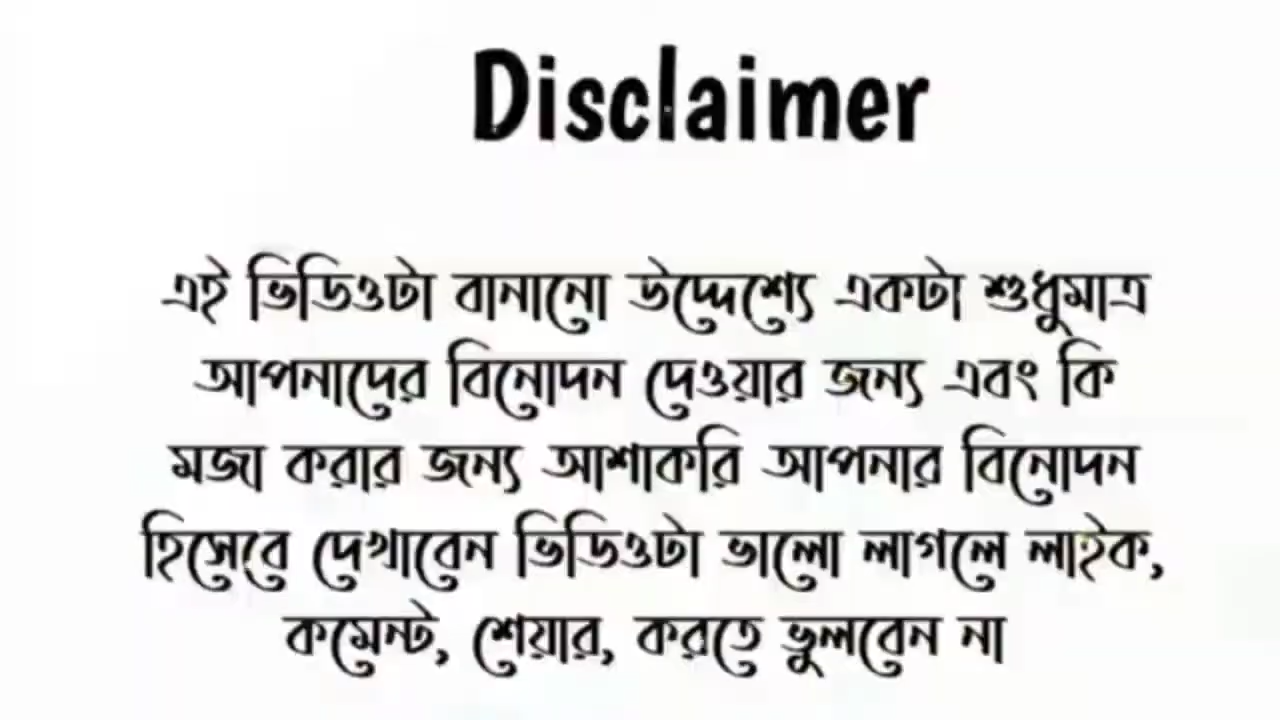 Disclaimer
এই ভিডিওটা বানানো উদ্দেশ্যে একটা শুধুমাত্র
আপনাদের বিনোদন দেওয়ার জন্য এবং কি
মজা করার জন্য আশাকরি আপনার বিনোদন
হিসেবে দেখাবেন ভিডিওটা ভালো লাগলে লাইক,
কমেন্ট, শেয়ার, করতে ভুলবেন না